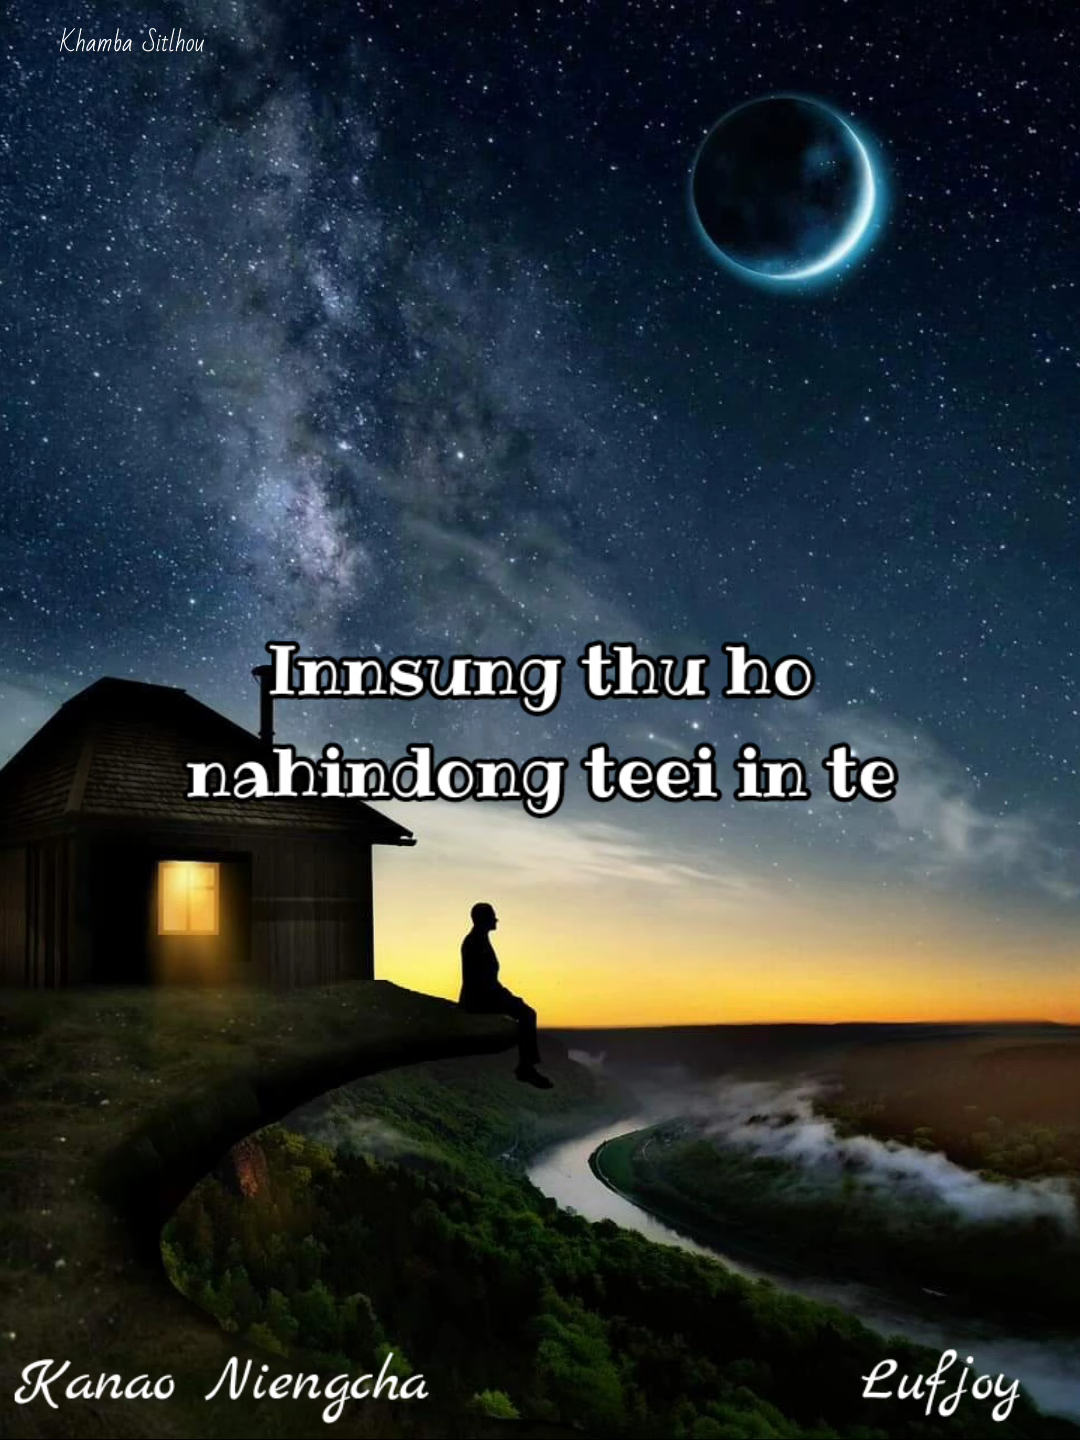 Khamba Sitlhou
Innsung thu ho
nahindong teei in te
Kanao Niengcha
Lufjoy